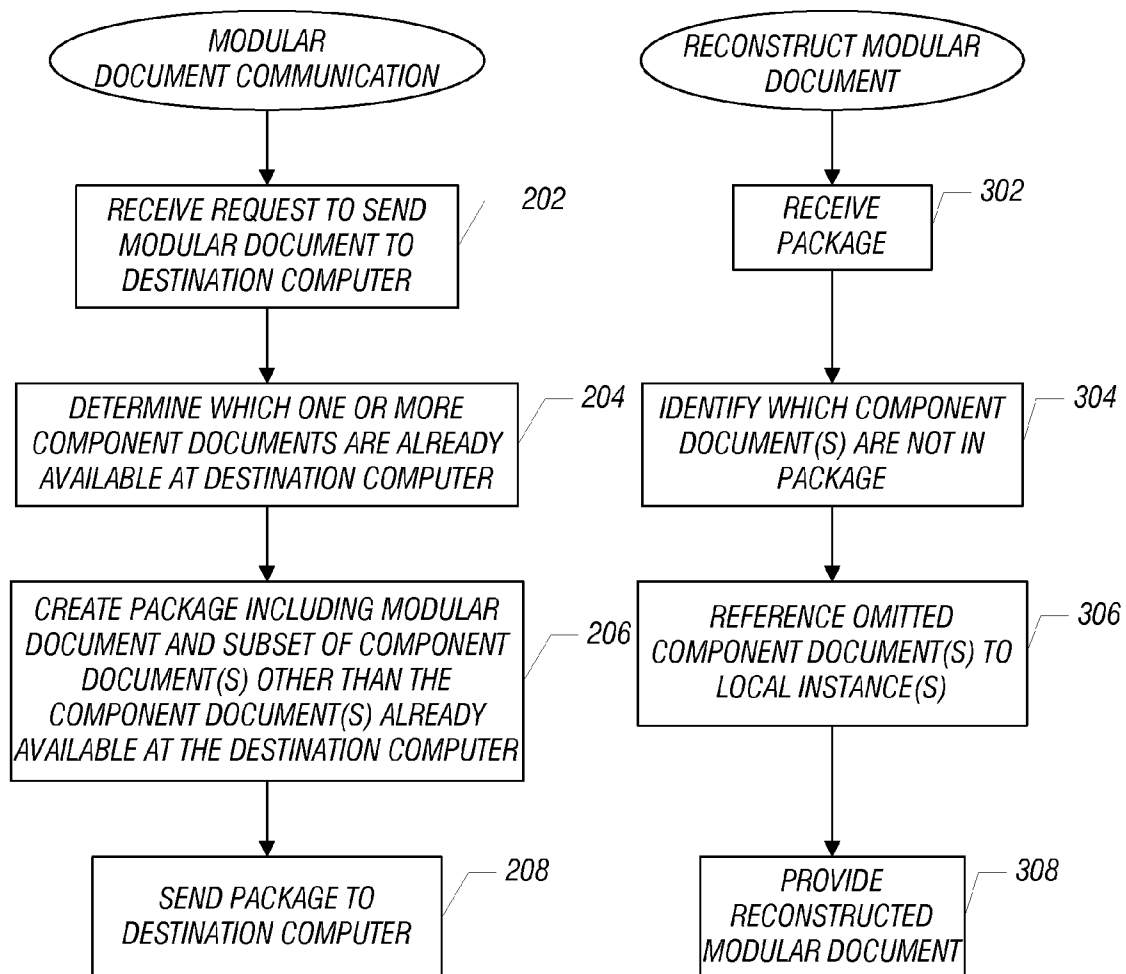 MODULAR
DOCUMENT COMMUNICATION
RECEIVE REQUEST TO SEND
MODULAR DOCUMENT TO
DESTINATION COMPUTER
202
DETERMINE WHICH ONE OR MORE
COMPONENT DOCUMENTS ARE ALREADY
AVAILABLE AT DESTINATION COMPUTER
204
CREATE PACKAGE INCLUDING MODULAR
DOCUMENT AND SUBSET OF COMPONENT
DOCUMENT(S) OTHER THAN THE
COMPONENT DOCUMENT(S) ALREADY
AVAILABLE AT THE DESTINATION COMPUTER
206
SEND PACKAGE TO
DESTINATION COMPUTER
208
RECONSTRUCT MODULAR
DOCUMENT
RECEIVE
PACKAGE
302
IDENTIFY WHICH COMPONENT
DOCUMENT(S) ARE NOT IN
PACKAGE
304
REFERENCE OMITTED
COMPONENT DOCUMENT(S) TO
LOCAL INSTANCE(S)
306
PROVIDE
RECONSTRUCTED
MODULAR DOCUMENT
308